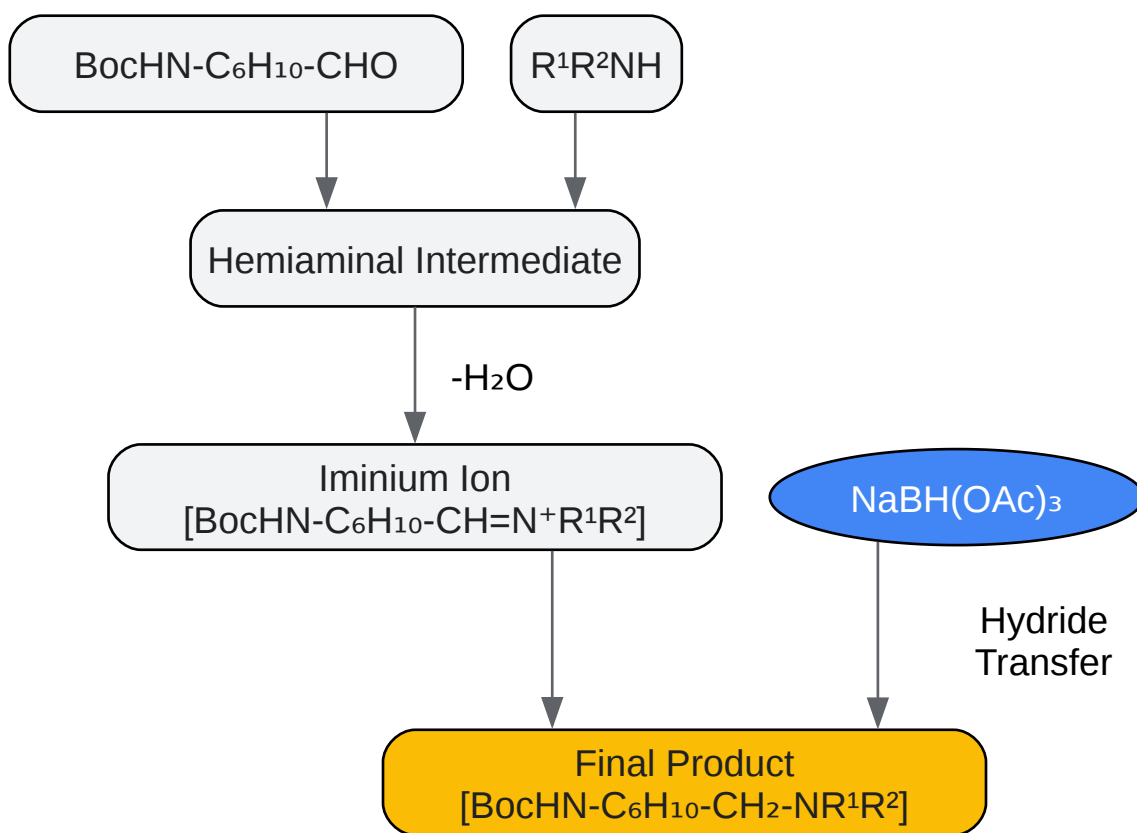 BocHN-C₆H₁₀-CHO
R¹R²NH
Hemiaminal Intermediate
-H₂O
Iminium Ion
[BocHN-C₆H₁₀-CH=N⁺R¹R²]
NaBH(OAc)₃
Hydride
Transfer
Final Product
[BocHN-C₆H₁₀-CH₂-NR¹R²]